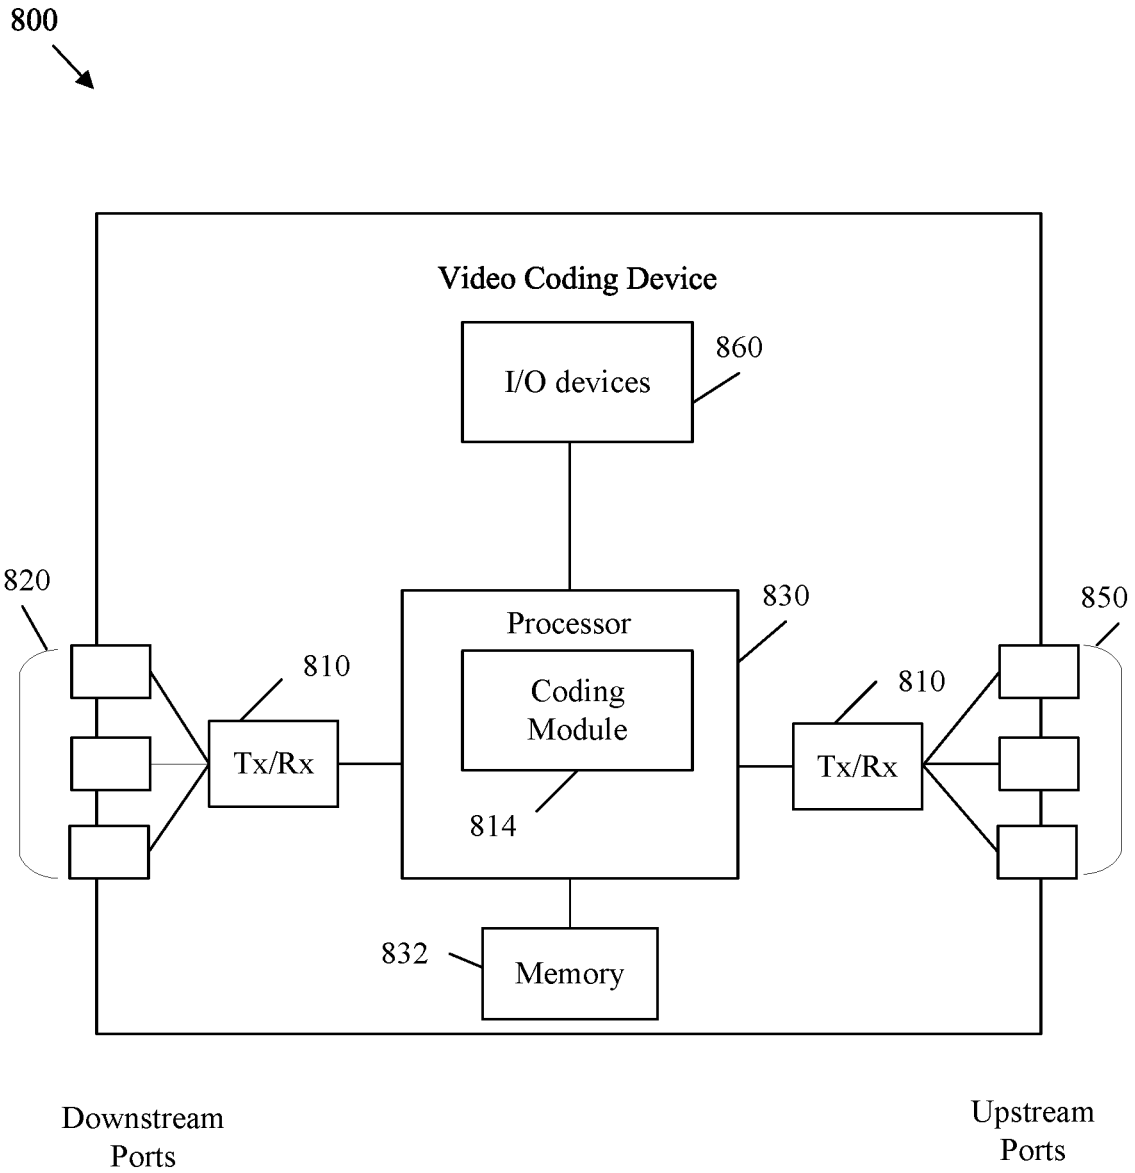 800
Video Coding Device
I/O devices
860
820
Processor
830
850
810
Coding
Module
810
Tx/Rx
Tx/Rx
814
832
Memory
Downstream
Ports
Upstream
Ports